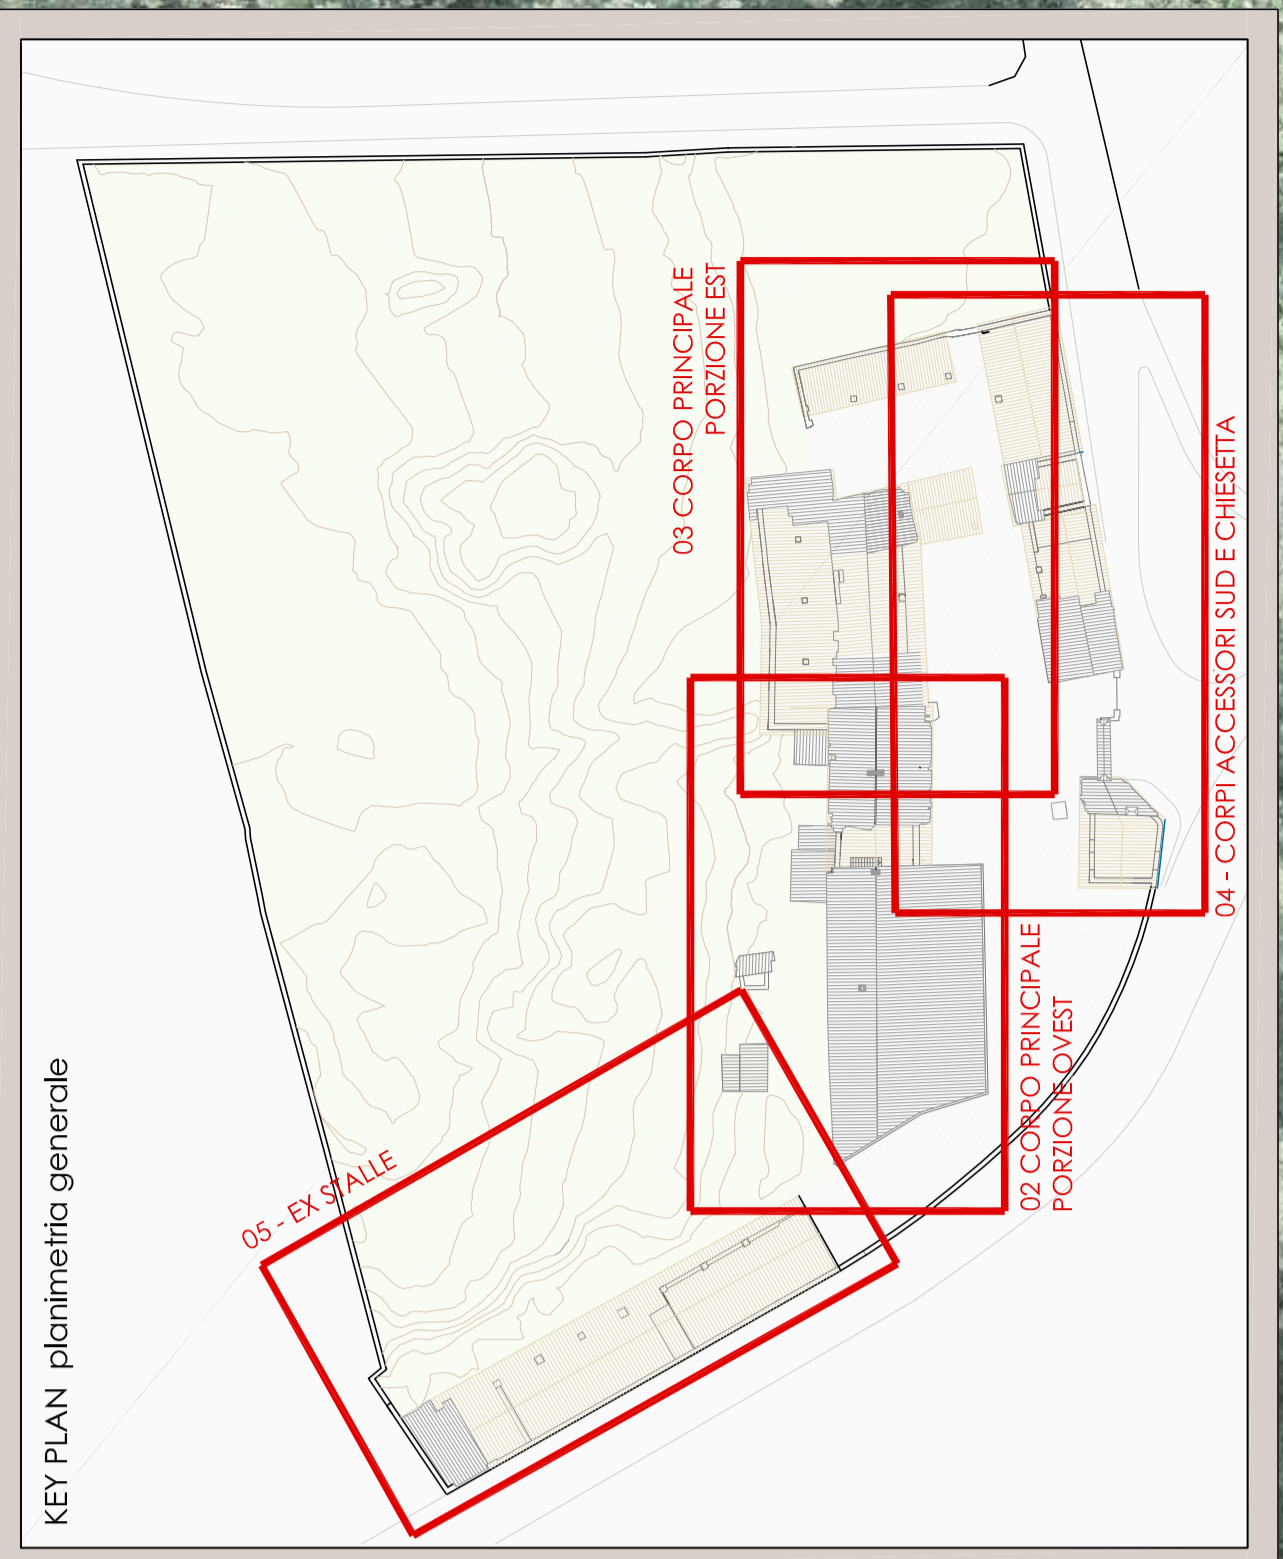 KEY PLAN planimetria generale
05 - EX STALLE
03 CORPO PRINCIPALE
PORZIONE EST
02 CORPO PRINCIPALE
PORZIONE OVEST
04 - CORPI ACCESSORI SUD E CHIESETTA